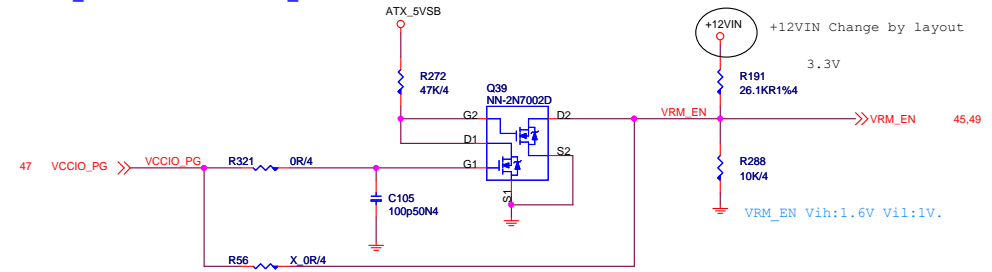 ATX_5VSB
+12VIN
+12VIN Change by layout
3.3V
R272
47K/4
R191
26.1KR1%4
Q39
NN-2N7002D
G2
D2
VRM_EN
VRM_EN
45,49
D1
S2
47
VCCIO_PG
VCCIO_PG
R321
0R/4
G1
R288
10K/4
S1
C105
100p50N4
VRM_EN Vih:1.6V Vil:1V.
R56
X_0R/4